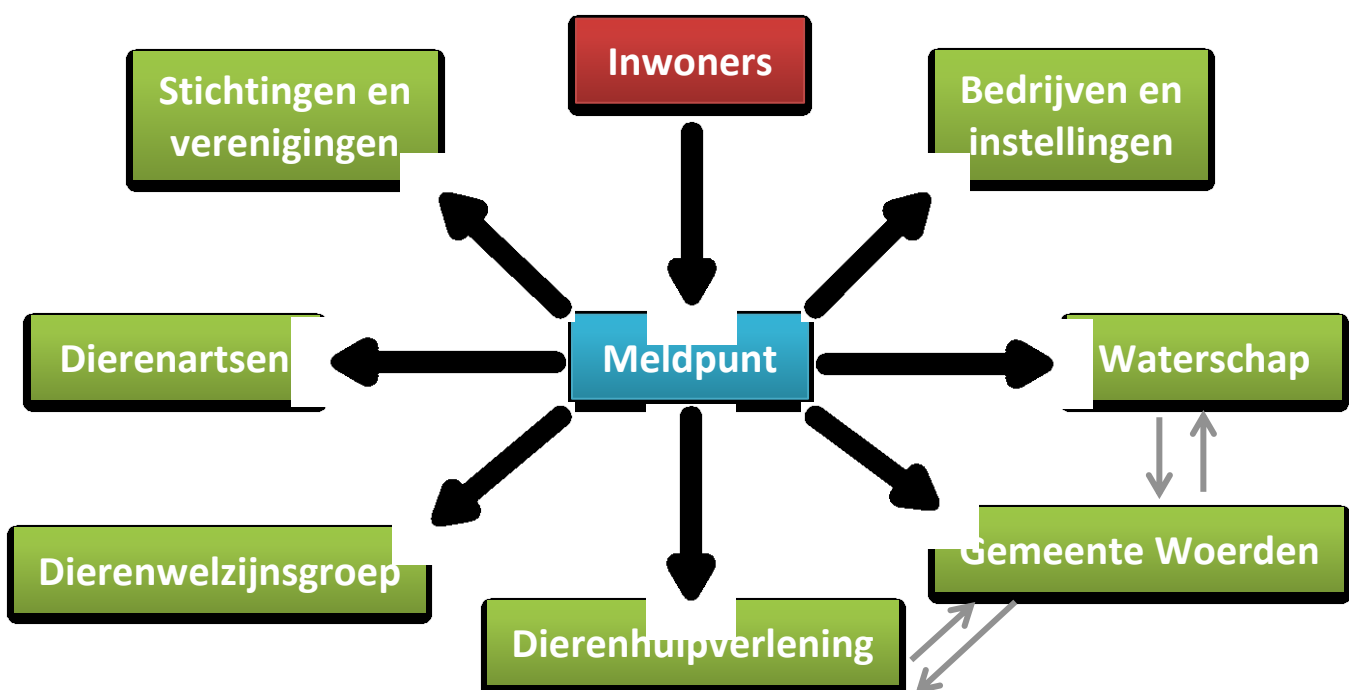 Inwoners
Stichtingen en
verenigingen
Bedrijven en
instellingen
Dierenartsen
Meldpunt
Waterschap
Dierenwelzijnsgroep
Gemeente Woerden
Dierenhulpverlening